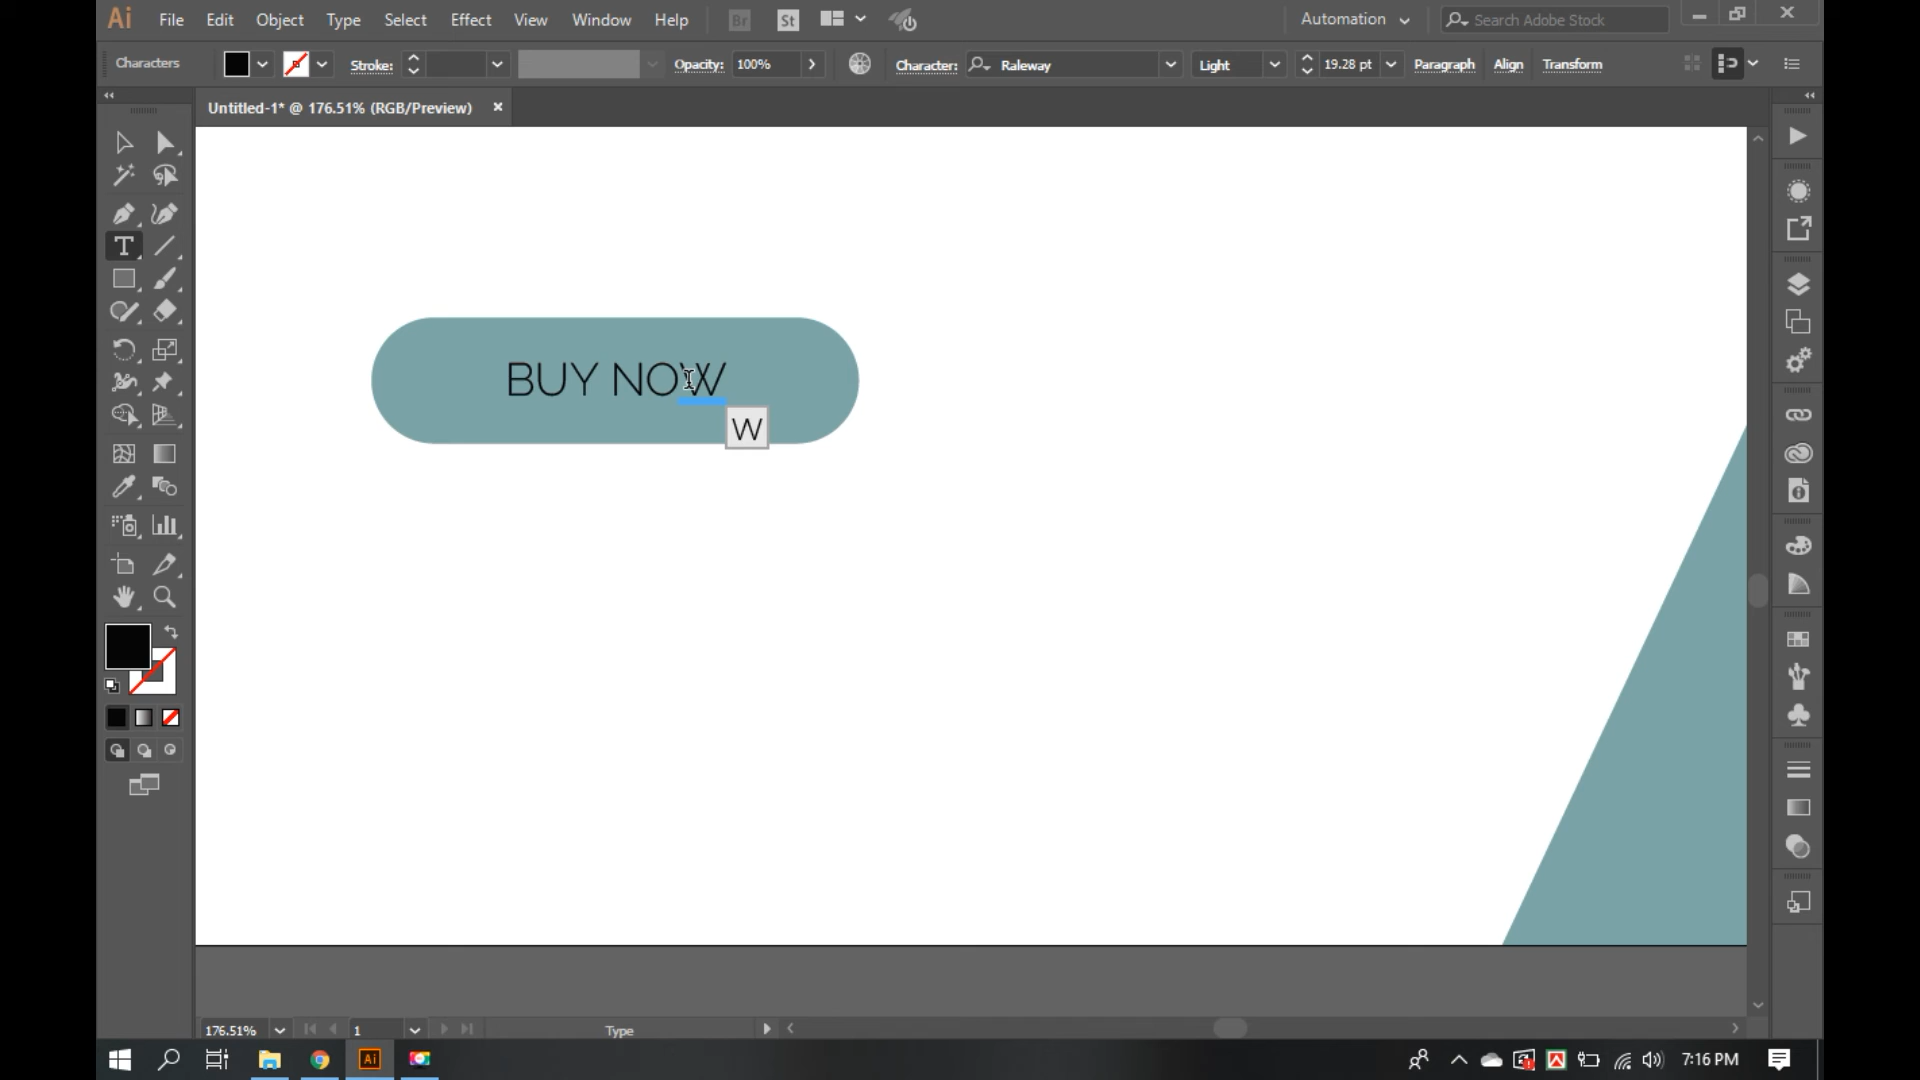 Ai File Edit Object Type Select Effect View Window Help Br St Automation Search Adobe Stock
Characters Stroke: Opacity: 100% Character: Raleway Light 19.28 pt Paragraph Align Transform
Untitled-1* @ 176.51% (RGB/Preview)
T
BUY NOW
W
176.51% 1 Type
Ai 7:16 PM